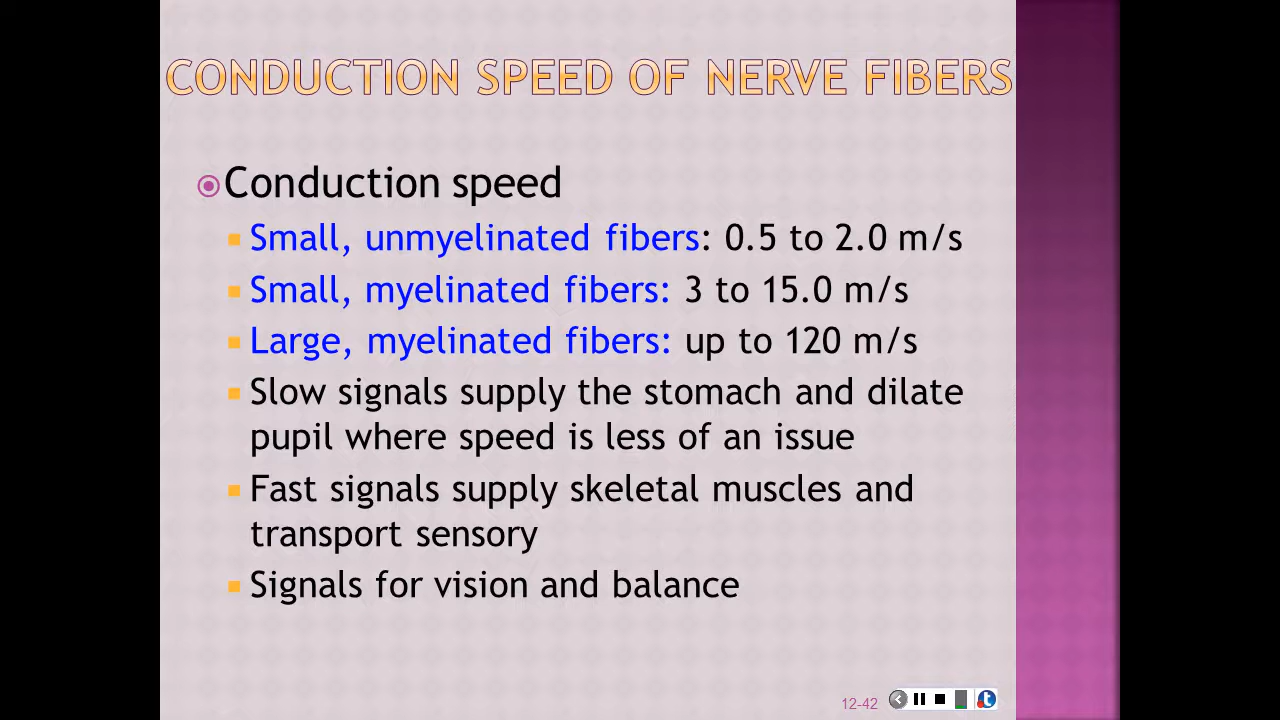 CONDUCTION SPEED OF NERVE FIBERS
Conduction speed
Small, unmyelinated fibers: 0.5 to 2.0 m/s
Small, myelinated fibers: 3 to 15.0 m/s
Large, myelinated fibers: up to 120 m/s
Slow signals supply the stomach and dilate
pupil where speed is less of an issue
Fast signals supply skeletal muscles and
transport sensory
Signals for vision and balance
12-42
t